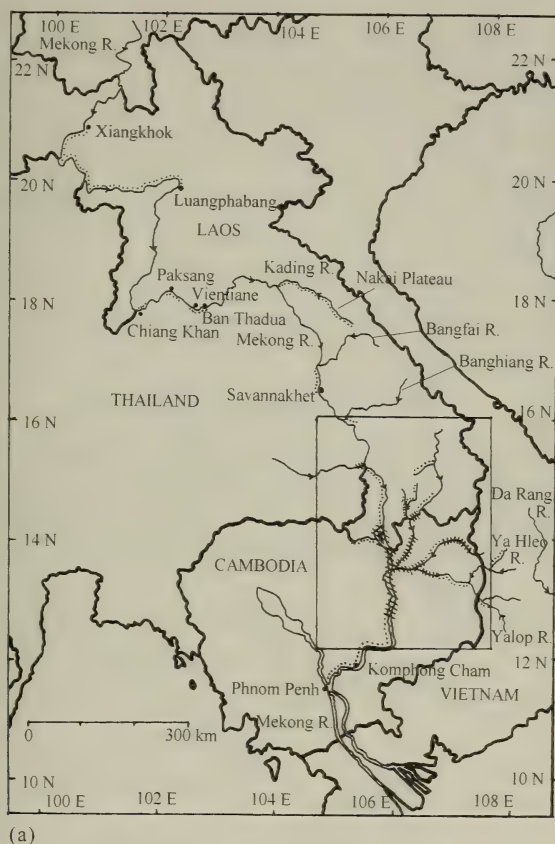 100 E 102 E 104 E 106 E 108 E
Mekong R.
22 N 22 N
Xiangkhok
20 N 20 N
Luangphabang
LAOS
Kading R.
Nakai Plateau
Paksang
18 N 18 N
Vientiane
Ban Thadua
Chiang Khan
Mekong R.
Bangfai R.
Banghiang R.
Savannakhet
THAILAND
16 N 16 N
Da Rang
R.
14 N 14 N
Ya Hleo
R.
CAMBODIA
Yalop R.
12 N
Komphong Cham
Phnom Penh
VIETNAM
Mekong R.
0 300 km
10 N 10 N
100 E 102 E 104 E 106 E 108 E
(a)